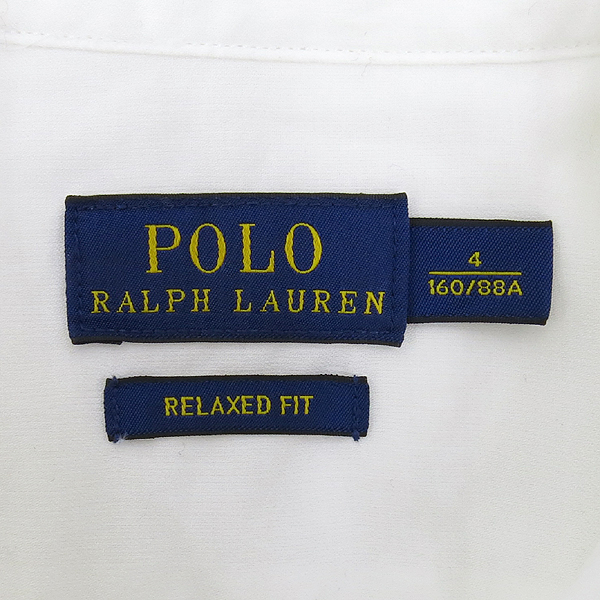 POLO
RALPH LAUREN
4
160/88A
RELAXED FIT